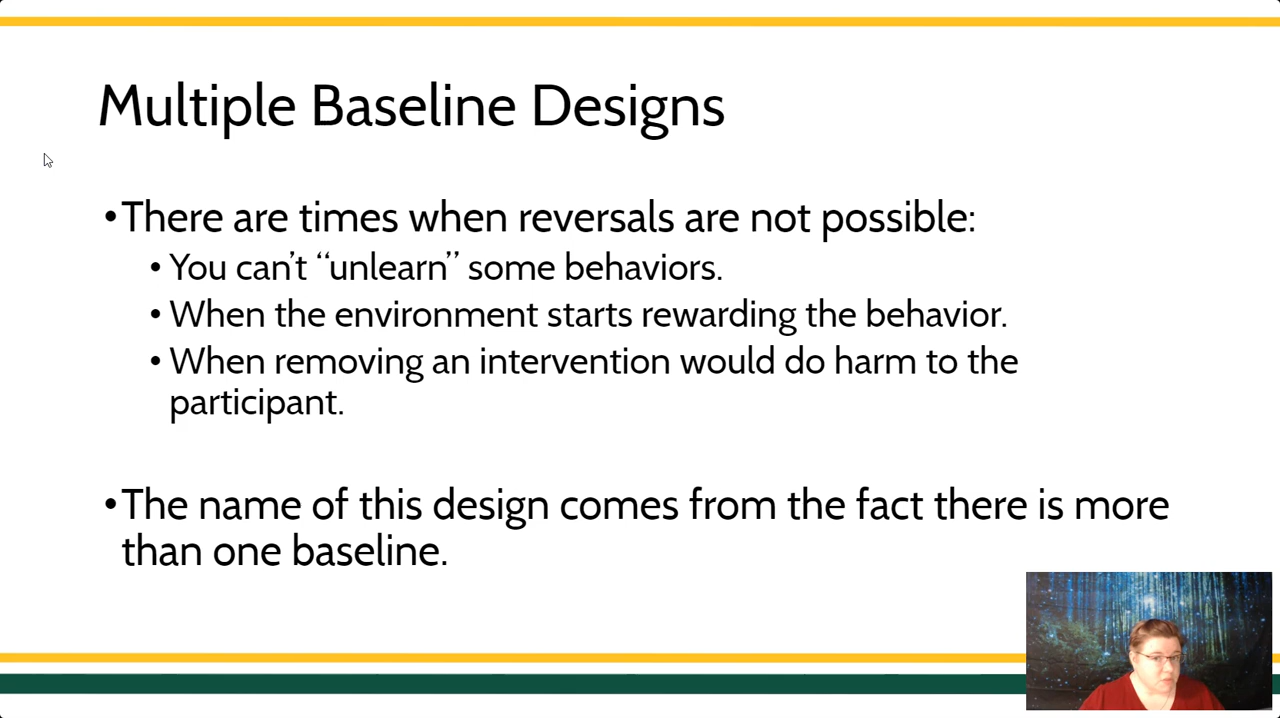 Multiple Baseline Designs
•There are times when reversals are not possible:
• You can’t “unlearn” some behaviors.
• When the environment starts rewarding the behavior.
• When removing an intervention would do harm to the
participant.
•The name of this design comes from the fact there is more
than one baseline.